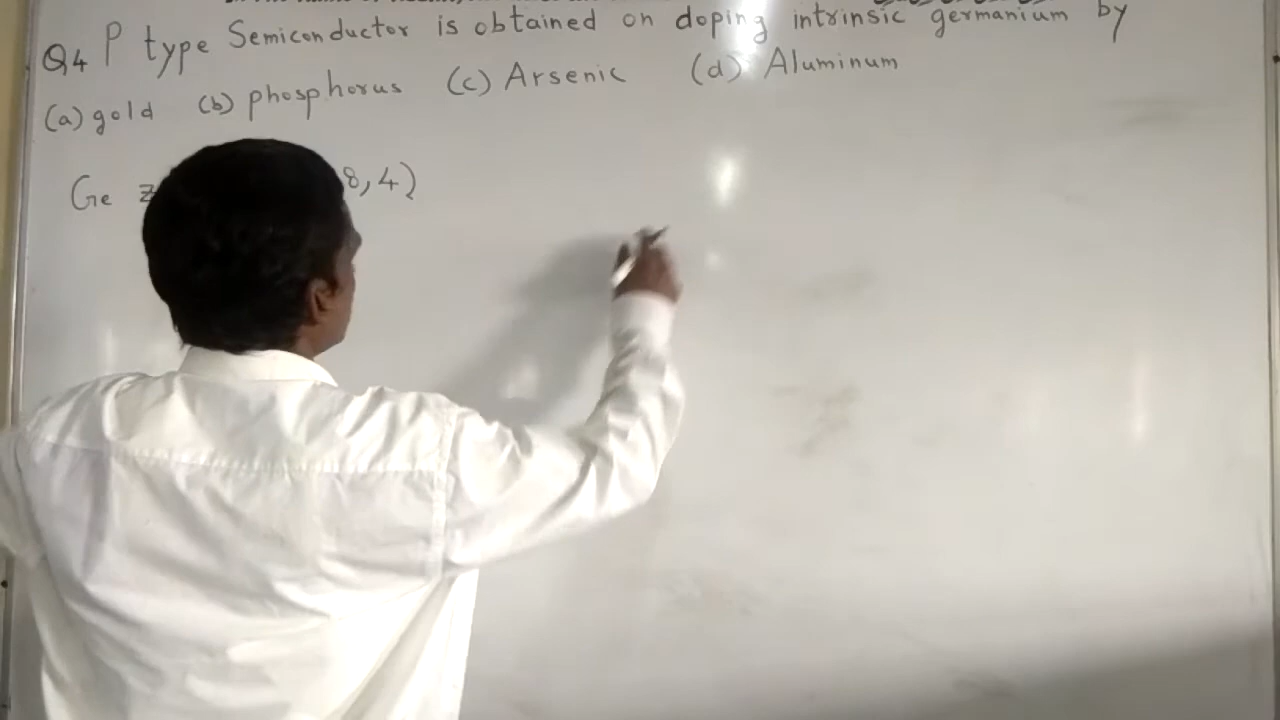 Q4 P type Semiconductor is obtained on doping intrinsic germanium by
(a) gold (b) phosphorus (c) Arsenic (d) Aluminum
Ge z 8, 4)